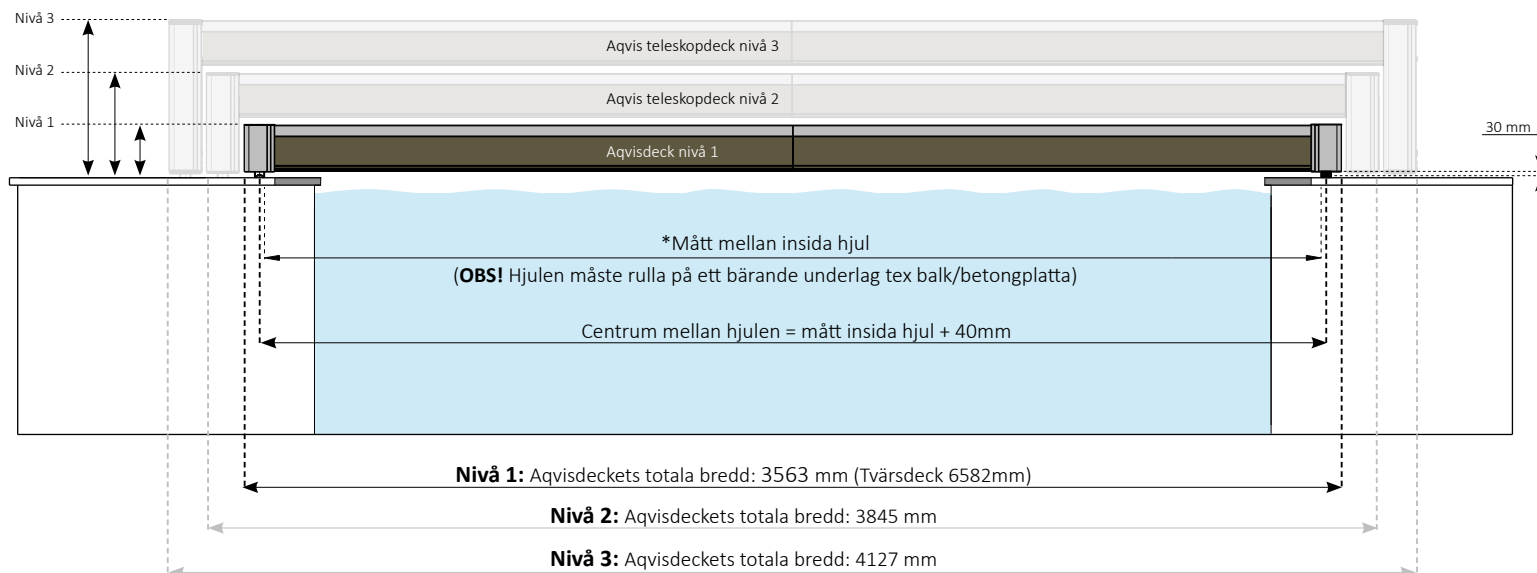 Nivå 3
Aqvis teleskopdeck nivå 3
Nivå 2
Aqvis teleskopdeck nivå 2
Nivå 1
30 mm
Aqvisdeck nivå 1
*Mått mellan insida hjul
(OBS! Hjulen måste rulla på ett bärande underlag tex balk/betongplatta)
Centrum mellan hjulen = mått insida hjul + 40mm
Nivå 1: Aqvisdeckets totala bredd: 3563 mm (Tvärsdeck 6582mm)
Nivå 2: Aqvisdeckets totala bredd: 3845 mm
Nivå 3: Aqvisdeckets totala bredd: 4127 mm